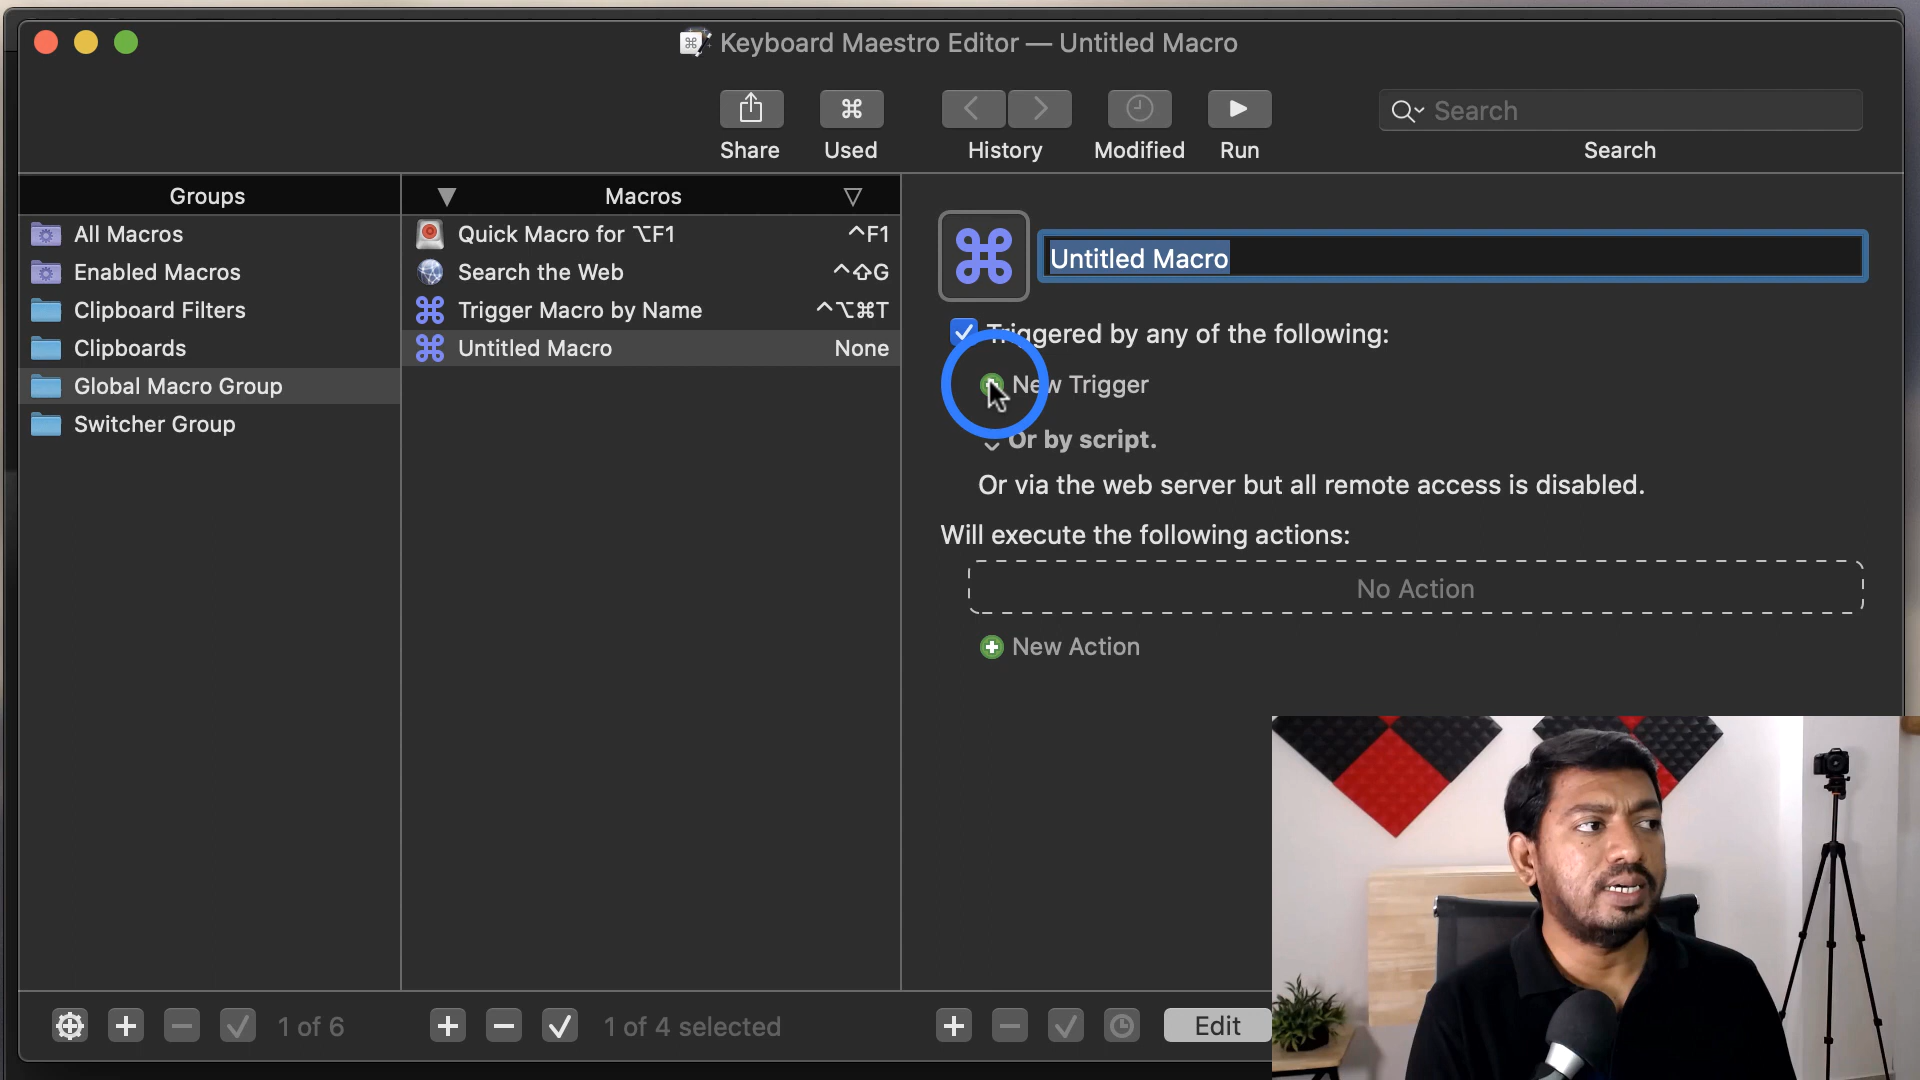 Keyboard Maestro Editor — Untitled Macro
Share
Used
History
Modified
Run
Search
Search
Groups
All Macros
Enabled Macros
Clipboard Filters
Clipboards
Global Macro Group
Switcher Group
Macros
Quick Macro for ⌥F1 ^F1
Search the Web ^⇧G
Trigger Macro by Name ^⌥⌘T
Untitled Macro None
Untitled Macro
Triggered by any of the following:
New Trigger
Or by script.
Or via the web server but all remote access is disabled.
Will execute the following actions:
No Action
New Action
1 of 6
1 of 4 selected
Edit